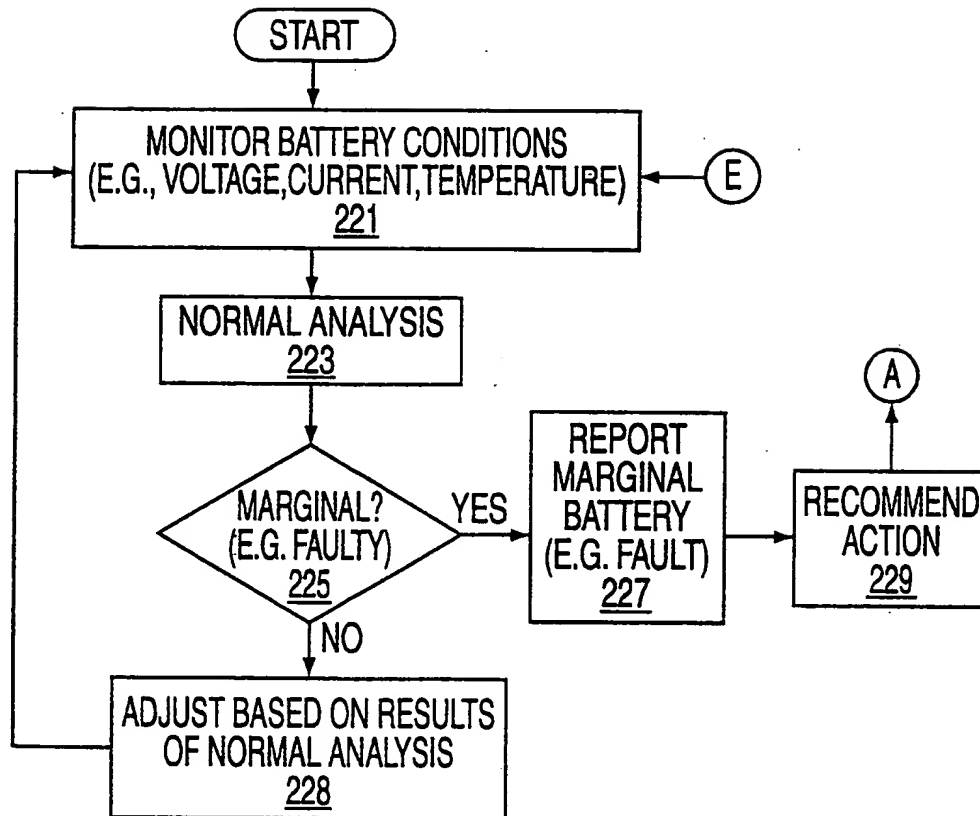 START
MONITOR BATTERY CONDITIONS
(E.G., VOLTAGE,CURRENT,TEMPERATURE)
221
E
NORMAL ANALYSIS
223
A
MARGINAL?
(E.G. FAULTY)
225
YES
REPORT
MARGINAL
BATTERY
(E.G. FAULT)
227
RECOMMEND
ACTION
229
NO
ADJUST BASED ON RESULTS
OF NORMAL ANALYSIS
228